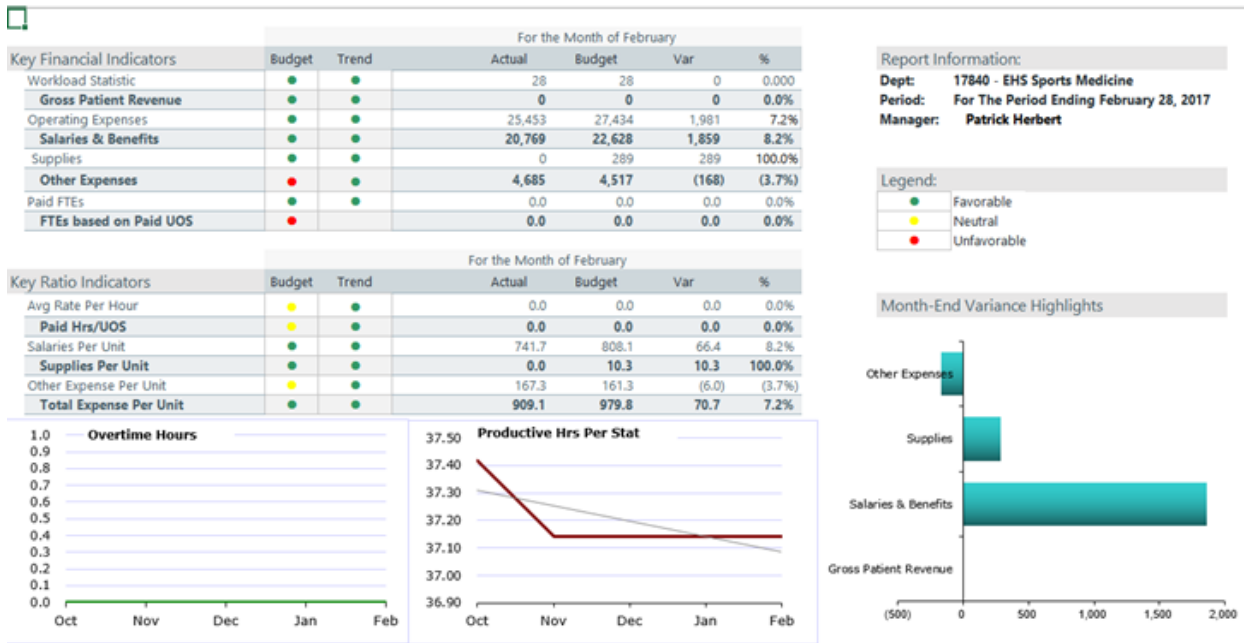 For the Month of February
Key Financial Indicators Budget Trend Actual Budget Var %
Workload Statistic 28 28 0 0.000
Gross Patient Revenue 0 0 0 0.0%
Operating Expenses 25,453 27,434 1,981 7.2%
Salaries & Benefits 20,769 22,628 1,859 8.2%
Supplies 0 289 289 100.0%
Other Expenses 4,685 4,517 (168) (3.7%)
Paid FTEs 0.0 0.0 0.0 0.0%
FTEs based on Paid UOS 0.0 0.0 0.0 0.0%
For the Month of February
Key Ratio Indicators Budget Trend Actual Budget Var %
Avg Rate Per Hour 0.0 0.0 0.0 0.0%
Paid Hrs/UOS 0.0 0.0 0.0 0.0%
Salaries Per Unit 741.7 808.1 66.4 8.2%
Supplies Per Unit 0.0 10.3 10.3 100.0%
Other Expense Per Unit 167.3 161.3 (6.0) (3.7%)
Total Expense Per Unit 909.1 979.8 70.7 7.2%
Overtime Hours
1.0
0.9
0.8
0.7
0.6
0.5
0.4
0.3
0.2
0.1
0.0
Oct Nov Dec Jan Feb
Productive Hrs Per Stat
37.50
37.40
37.30
37.20
37.10
37.00
36.90
Oct Nov Dec Jan Feb
Report Information:
Dept: 17840 - EHS Sports Medicine
Period: For The Period Ending February 28, 2017
Manager: Patrick Herbert
Legend:
Favorable
Neutral
Unfavorable
Month-End Variance Highlights
Other Expenses
Supplies
Salaries & Benefits
Gross Patient Revenue
(500) 0 500 1,000 1,500 2,000